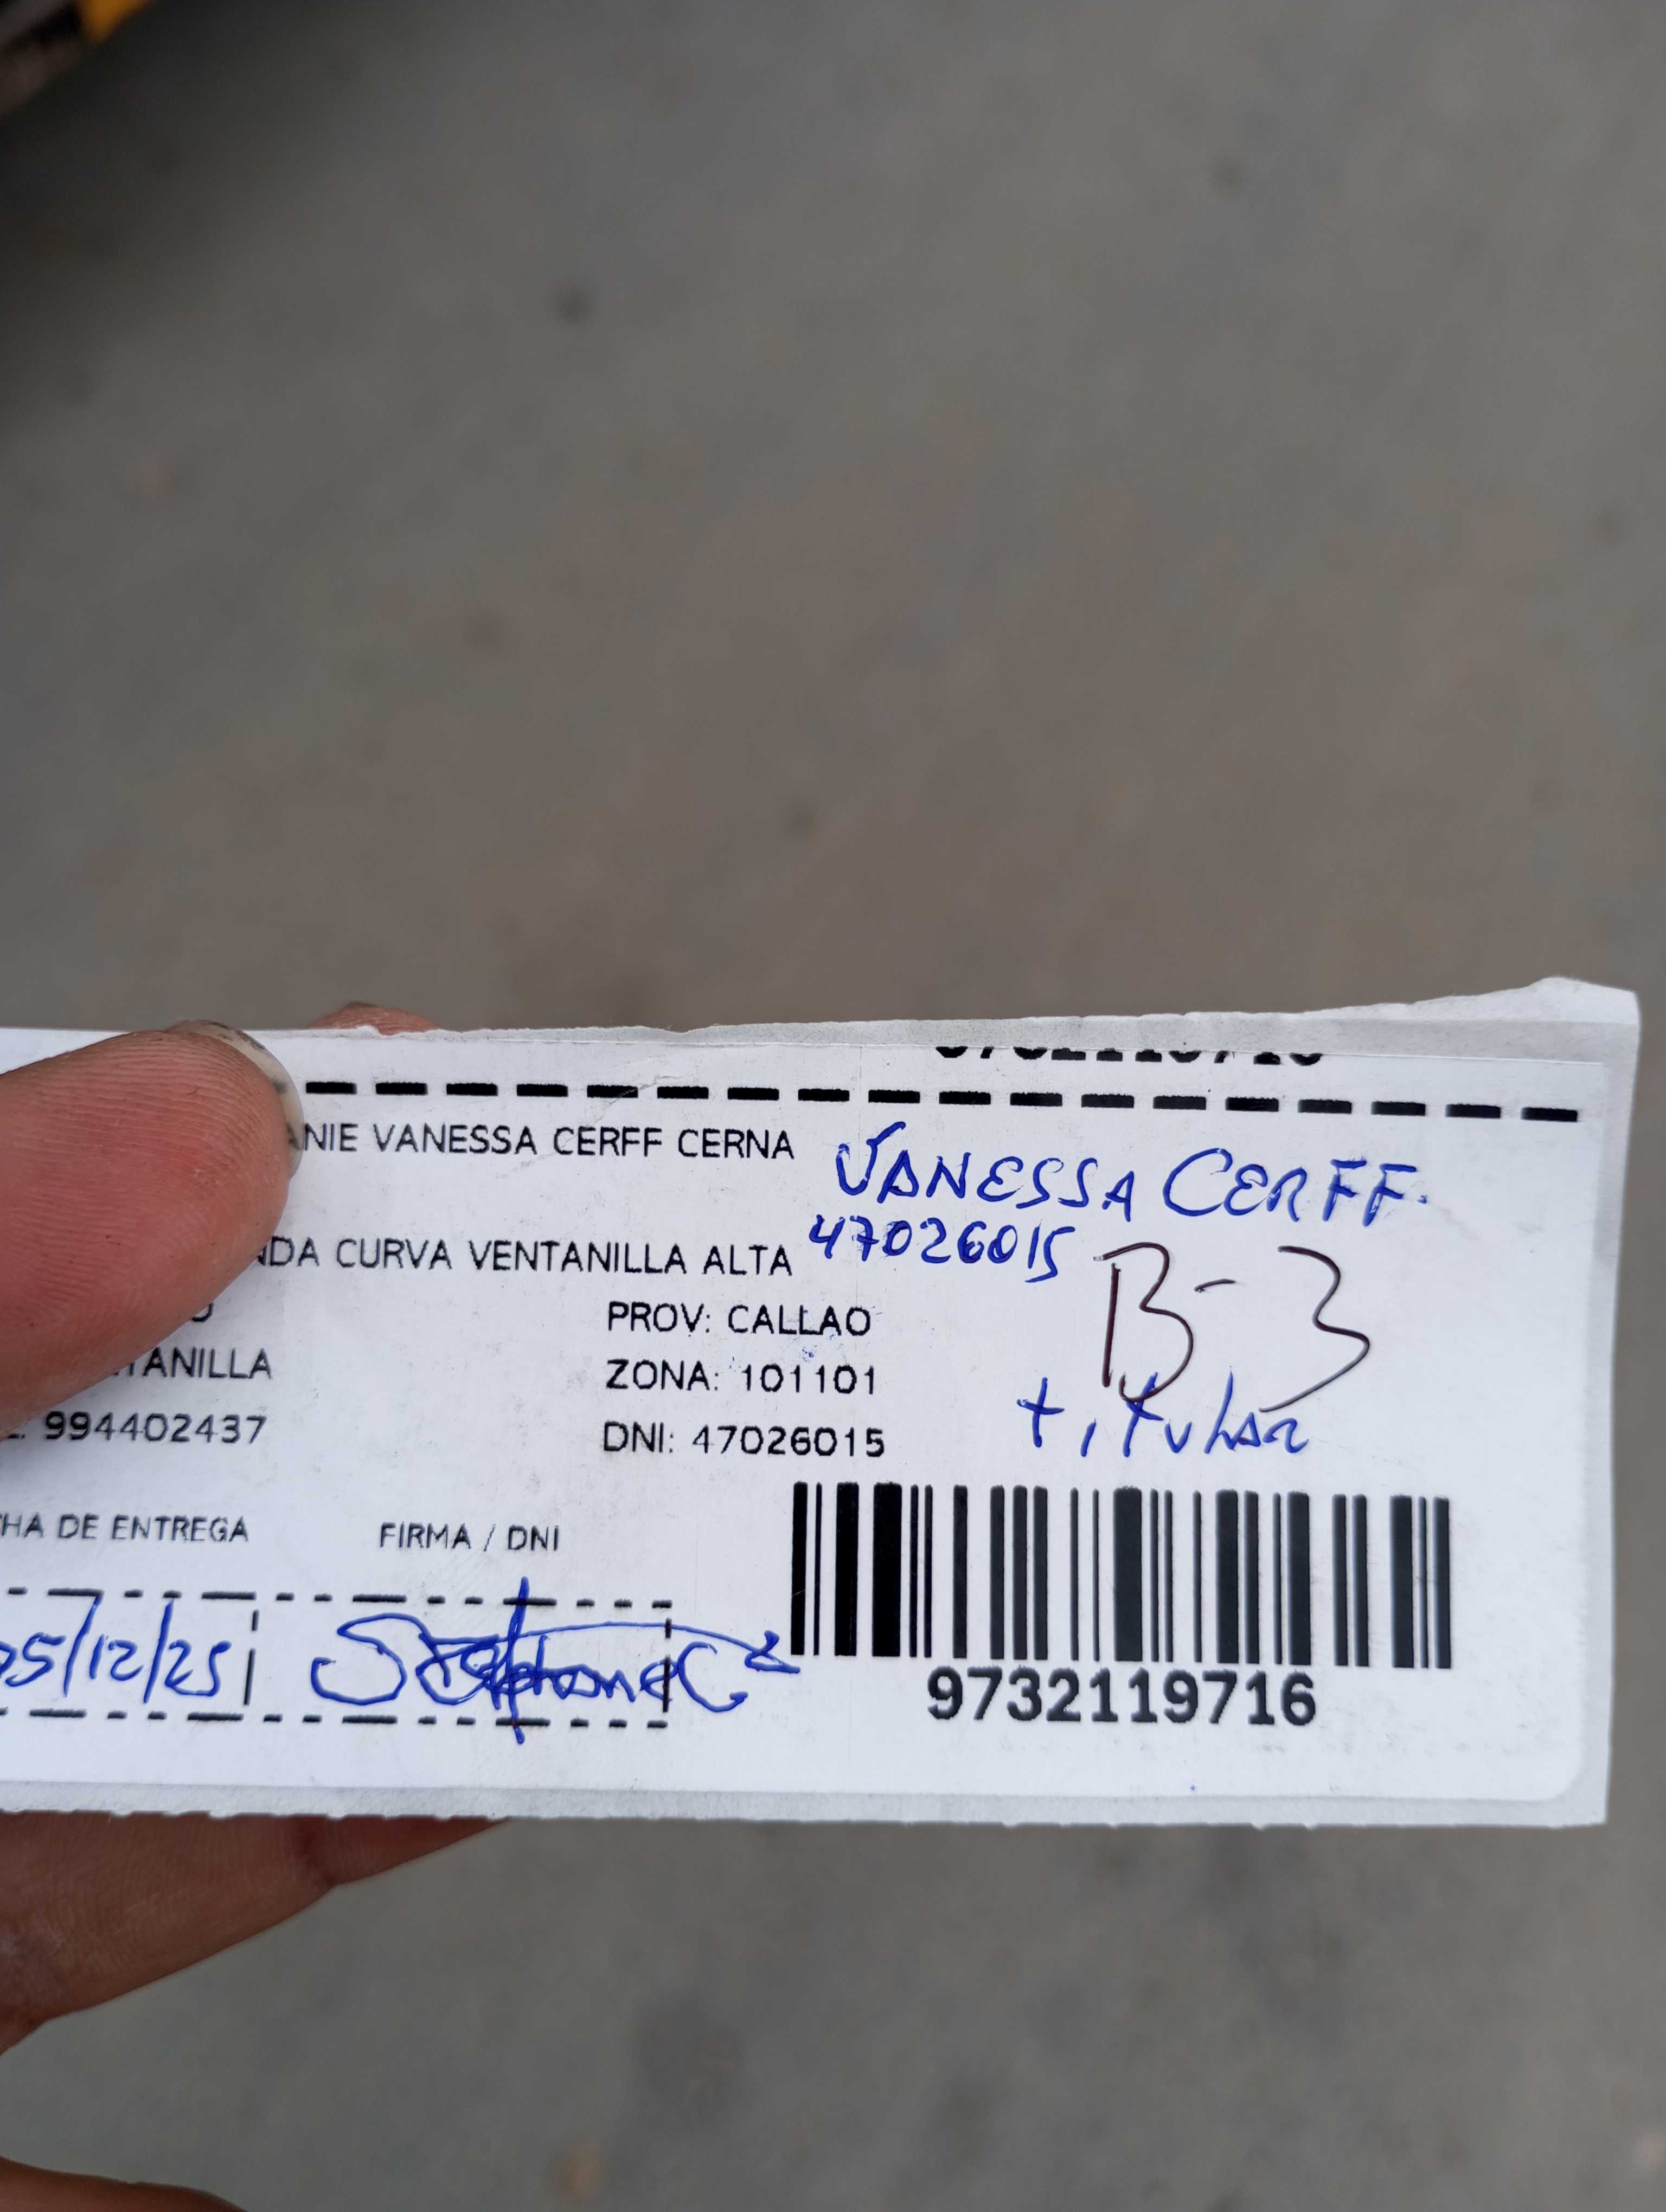 ANIE VANESSA CERFF CERNA
VANESSA CERFF.
47026015
NDA CURVA VENTANILLA ALTA
B-3
O
PROV: CALLAO
TANILLA
ZONA: 101101
titular
994402437
DNI: 47026015
HA DE ENTREGA
FIRMA / DNI
05/12/25
9732119716